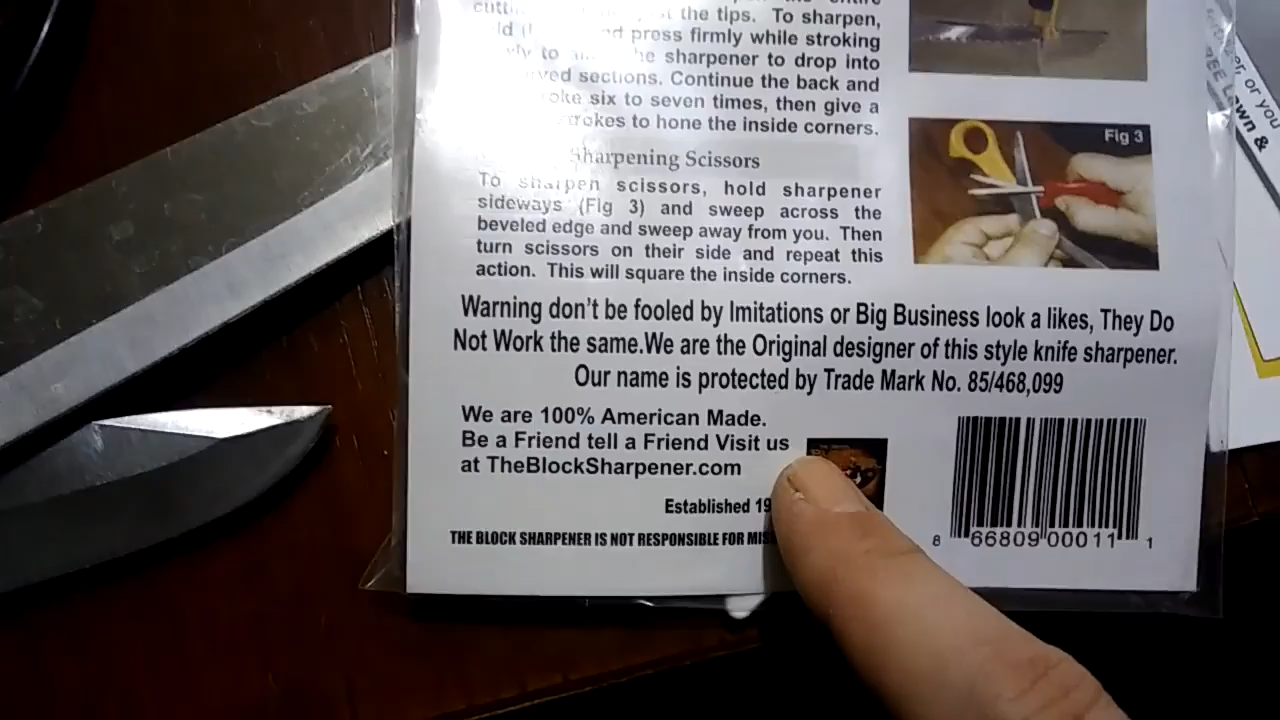 the tips. To sharpen,
press firmly while stroking
to sharpener to drop into
sections. Continue the back and
six to seven times, then give a
to hone the inside corners.
Sharpening Scissors
To sharpen scissors, hold sharpener
sideways (Fig 3) and sweep across the
beveled edge and sweep away from you. Then
turn scissors on their side and repeat this
action. This will square the inside corners.
Fig 3
Warning don't be fooled by Imitations or Big Business look a likes, They Do
Not Work the same.We are the Original designer of this style knife sharpener.
Our name is protected by Trade Mark No. 85/468,099
We are 100% American Made.
Be a Friend tell a Friend Visit us
at TheBlockSharpener.com
Established 19
THE BLOCK SHARPENER IS NOT RESPONSIBLE FOR
8 66809 00011 1
or you
&